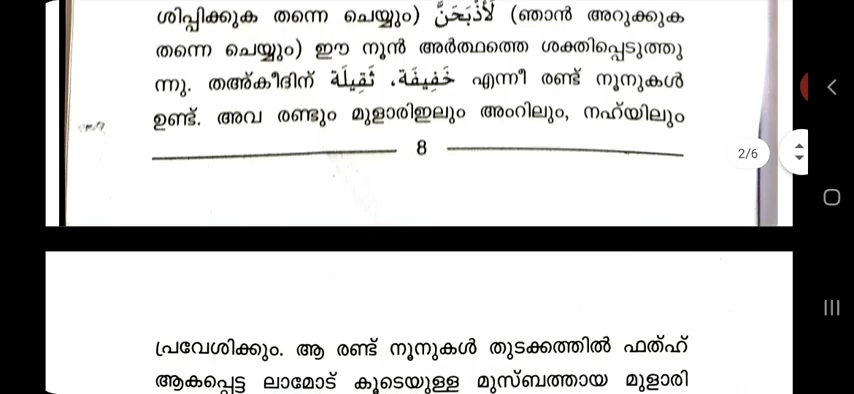 ശിപ്പിക്കുക തന്നെ ചെയ്യും) لَأَذْبَحَنَّ (ഞാൻ അറുക്കുക
തന്നെ ചെയ്യും) ഈ നൂൻ അർത്ഥത്തെ ശക്തിപ്പെടുത്തു
ന്നു. തഅ്കീദിന് خَفِيفَة، ثَقِيلَة എന്നീ രണ്ട് നൂനുകൾ
ഉണ്ട്. അവ രണ്ടും മുളാരിഇലും അംറിലും, നഹ്‌യിലും
8
2/6
പ്രവേശിക്കും. ആ രണ്ട് നൂനുകൾ തുടക്കത്തിൽ ഫത്ഹ്
ആകപ്പെട്ട ലാമോട് കൂടെയുള്ള മുസ്ബത്തായ മുളാരി